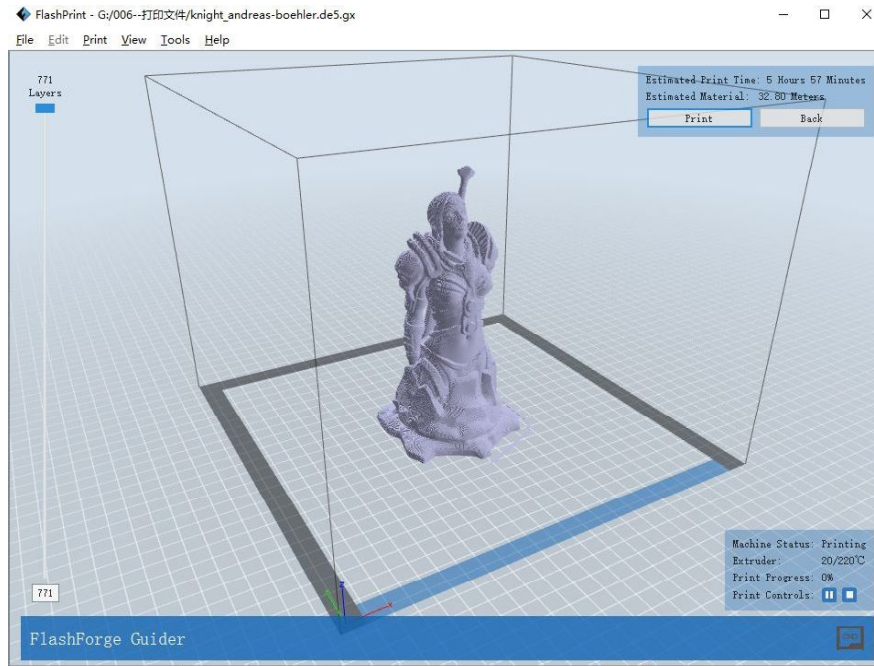 FlashPrint - G:/006--打印文件/knight_andreas-boehler.de5.gx
File Edit Print View Tools Help
771
Layers
Estimated Print Time: 5 Hours 57 Minutes
Estimated Material: 32.80 Meters
Print Back
z
y
x
Machine Status: Printing
Extruder: 20/220℃
Print Progress: 0%
Print Controls:
771
FlashForge Guider